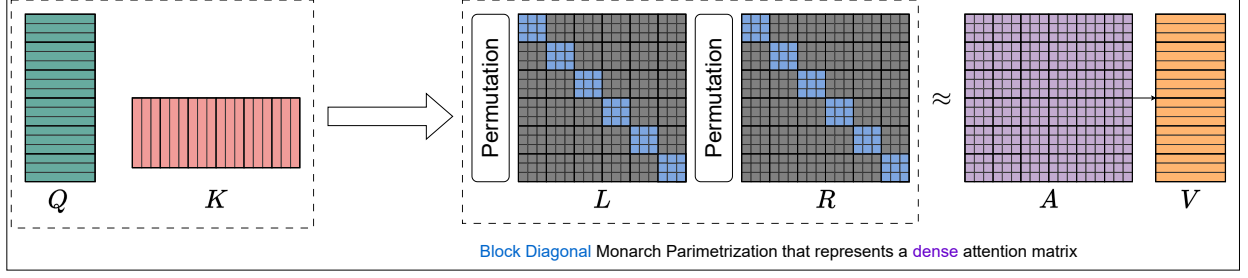 Q
K
Permutation
L
Permutation
R
≈
A
V
Block Diagonal Monarch Parimetrization that represents a dense attention matrix